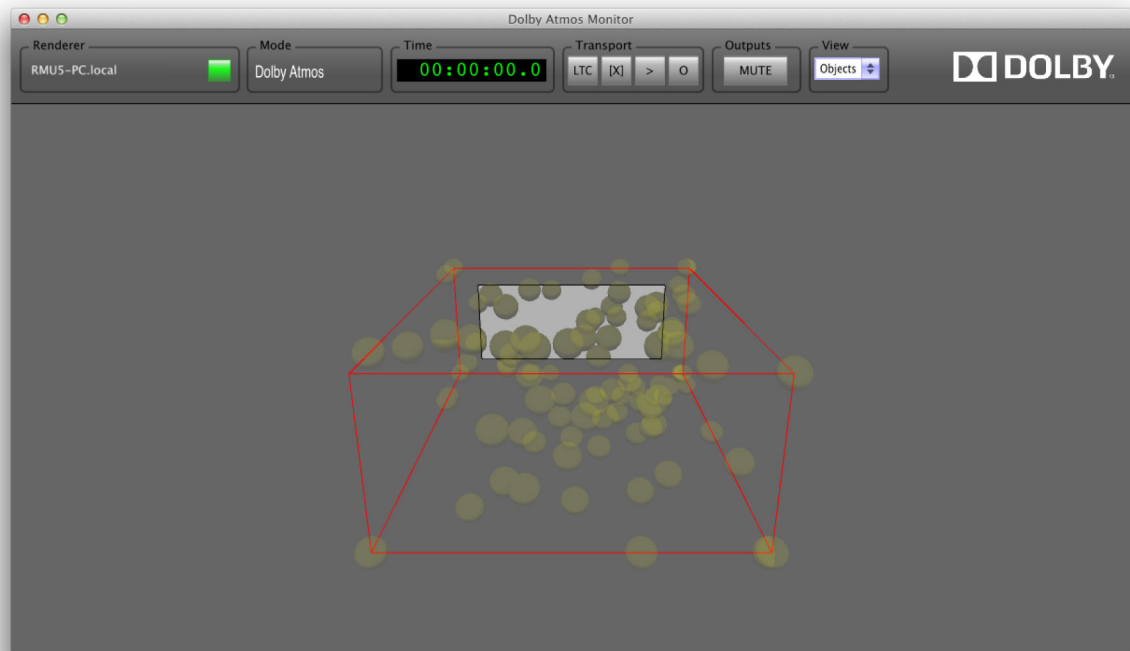 Dolby Atmos Monitor
Renderer
RMU5-PC.local
Mode
Dolby Atmos
Time
00:00:00.0
Transport
LTC [X] > O
Outputs
MUTE
View
Objects
DOLBY